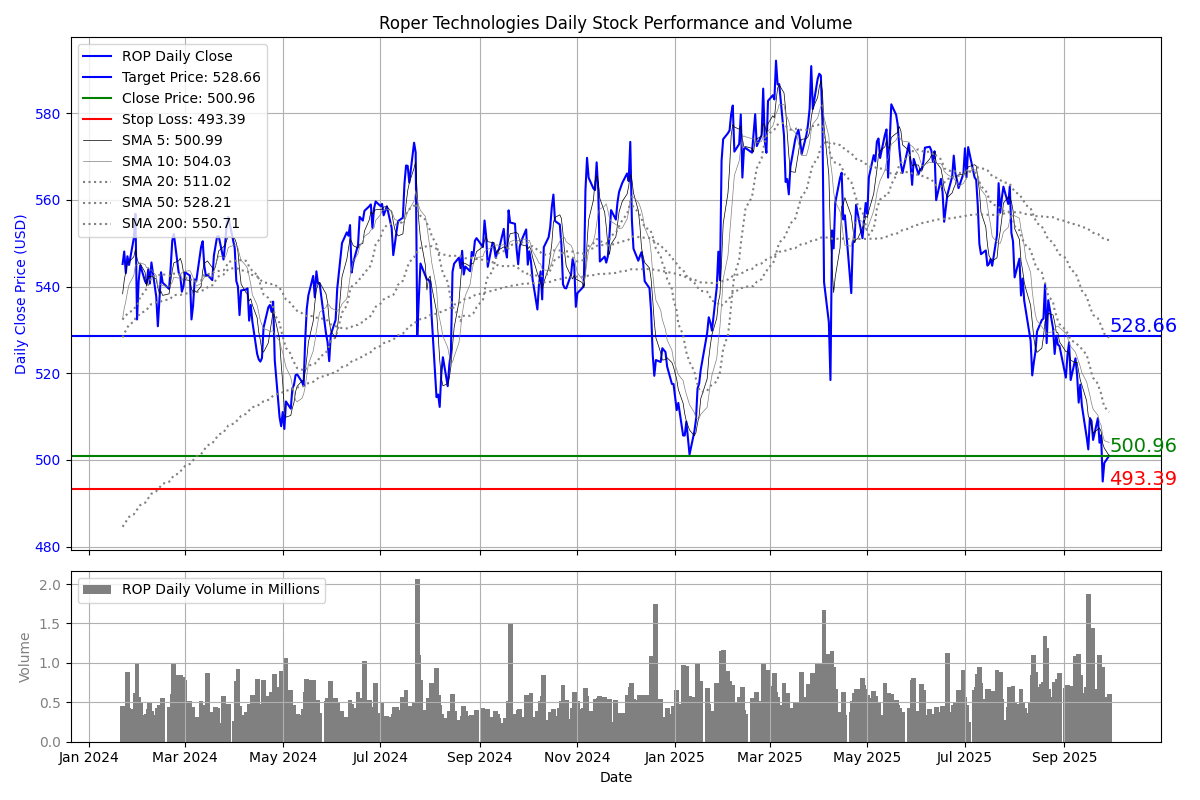 Roper Technologies Daily Stock Performance and Volume
Daily Close Price (USD)
580
560
540
520
500
480
ROP Daily Close
Target Price: 528.66
Close Price: 500.96
Stop Loss: 493.39
SMA 5: 500.99
SMA 10: 504.03
SMA 20: 511.02
SMA 50: 528.21
SMA 200: 550.71
528.66
500.96
493.39
Volume
2.0
1.5
1.0
0.5
0.0
ROP Daily Volume in Millions
Jan 2024 Mar 2024 May 2024 Jul 2024 Sep 2024 Nov 2024 Jan 2025 Mar 2025 May 2025 Jul 2025 Sep 2025
Date